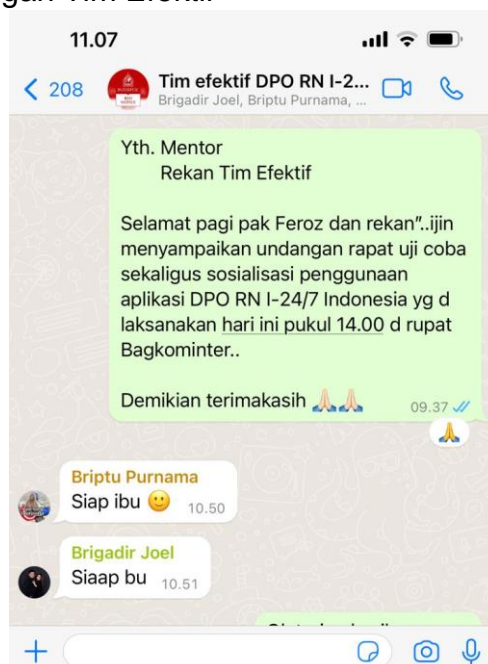 gan Tim Efektif
11.07
208
Tim efektif DPO RN I-2...
Brigadir Joel, Briptu Purnama, ...
Yth. Mentor
Rekan Tim Efektif
Selamat pagi pak Feroz dan rekan"..ijin
menyampaikan undangan rapat uji coba
sekaligus sosialisasi penggunaan
aplikasi DPO RN I-24/7 Indonesia yg d
laksanakan hari ini pukul 14.00 d rupat
Bagkominter..
Demikian terimakasih 🙏🙏
09.37
🙏
Briptu Purnama
Siap ibu 🙂 10.50
Brigadir Joel
Siaap bu 10.51